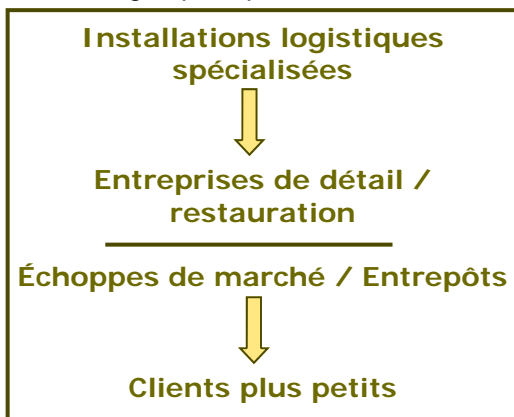 Installations logistiques
spécialisées
Entreprises de détail /
restauration
Échoppes de marché / Entrepôts
Clients plus petits